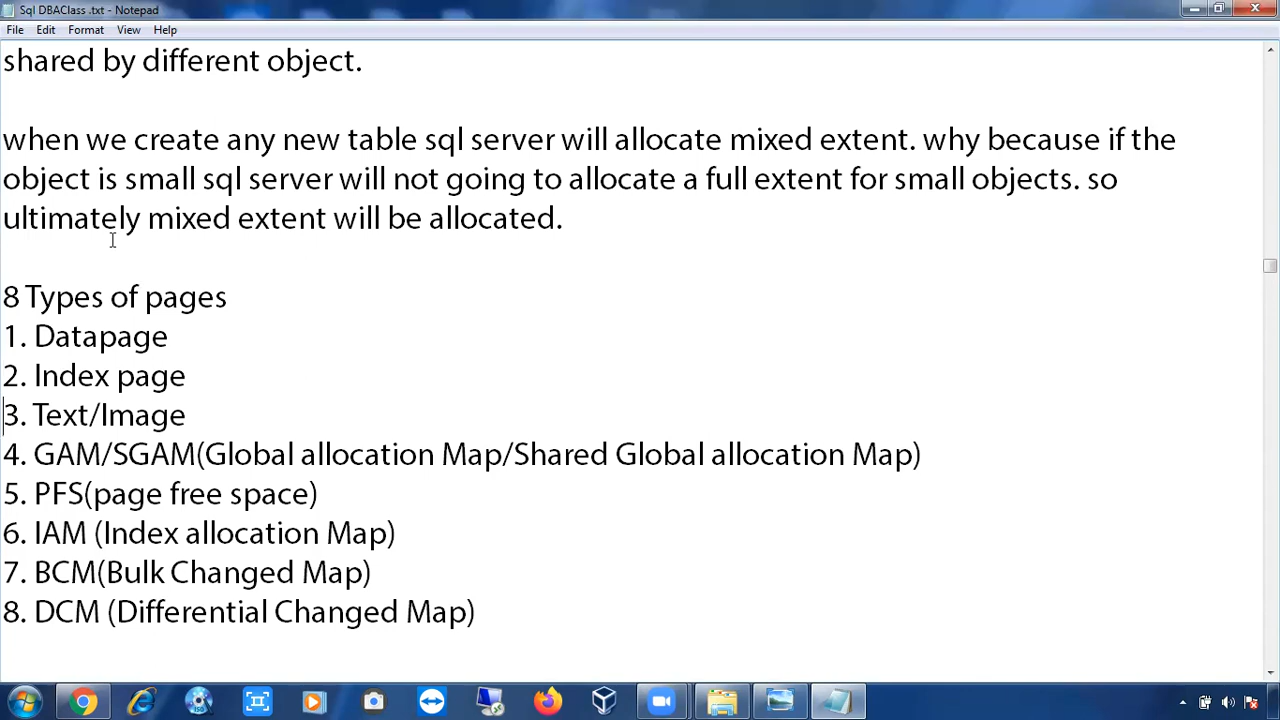 Sql DBAClass .txt - Notepad
File Edit Format View Help
shared by different object.
when we create any new table sql server will allocate mixed extent. why because if the
object is small sql server will not going to allocate a full extent for small objects. so
ultimately mixed extent will be allocated.
8 Types of pages
1. Datapage
2. Index page
3. Text/Image
4. GAM/SGAM(Global allocation Map/Shared Global allocation Map)
5. PFS(page free space)
6. IAM (Index allocation Map)
7. BCM(Bulk Changed Map)
8. DCM (Differential Changed Map)